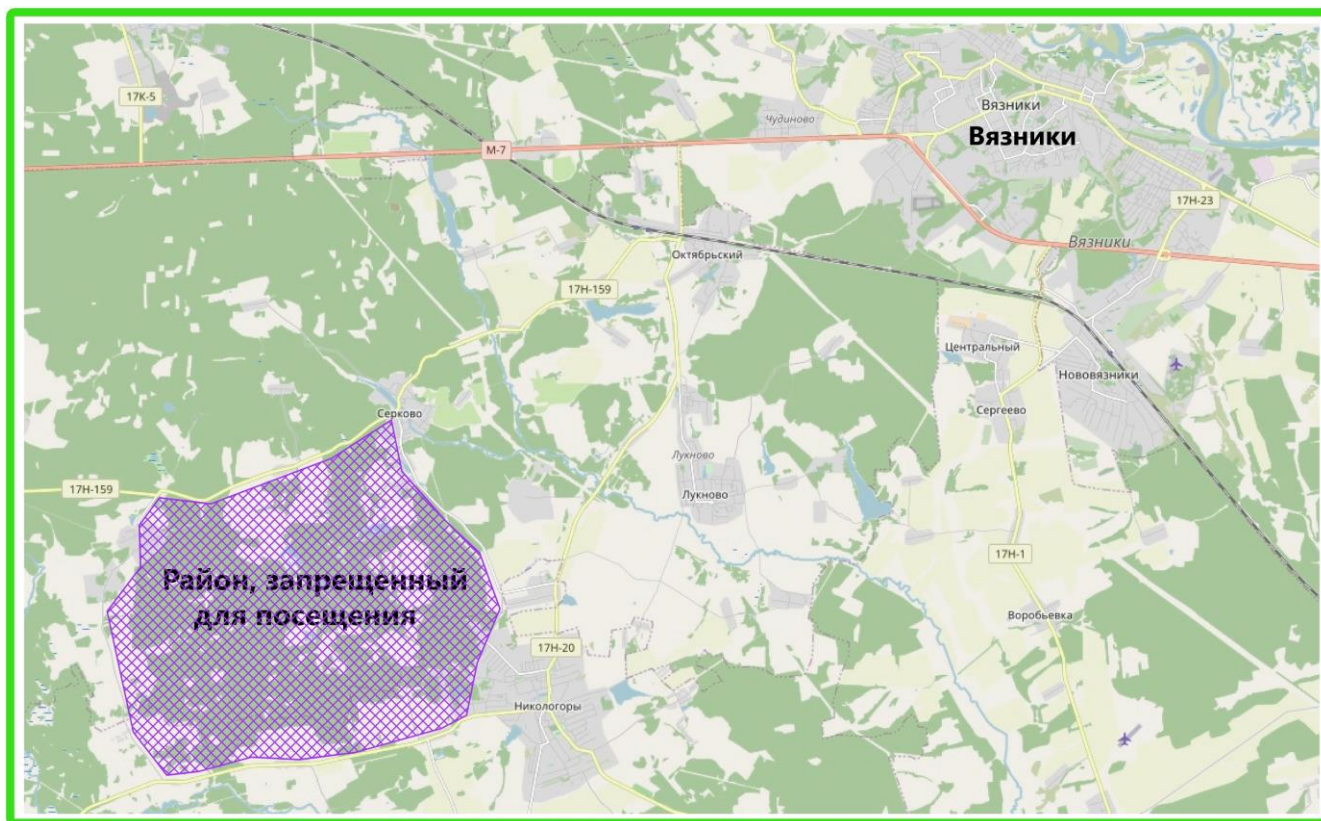 17К-5
Вязники
Чудиново
Вязники
М-7
17Н-23
Вязники
Октябрьский
17Н-159
Центральный
Нововязники
Серково
Сергеево
Лукново
17Н-159
Лукново
17Н-1
Район, запрещенный
для посещения
Воробьевка
17Н-20
Никологоры